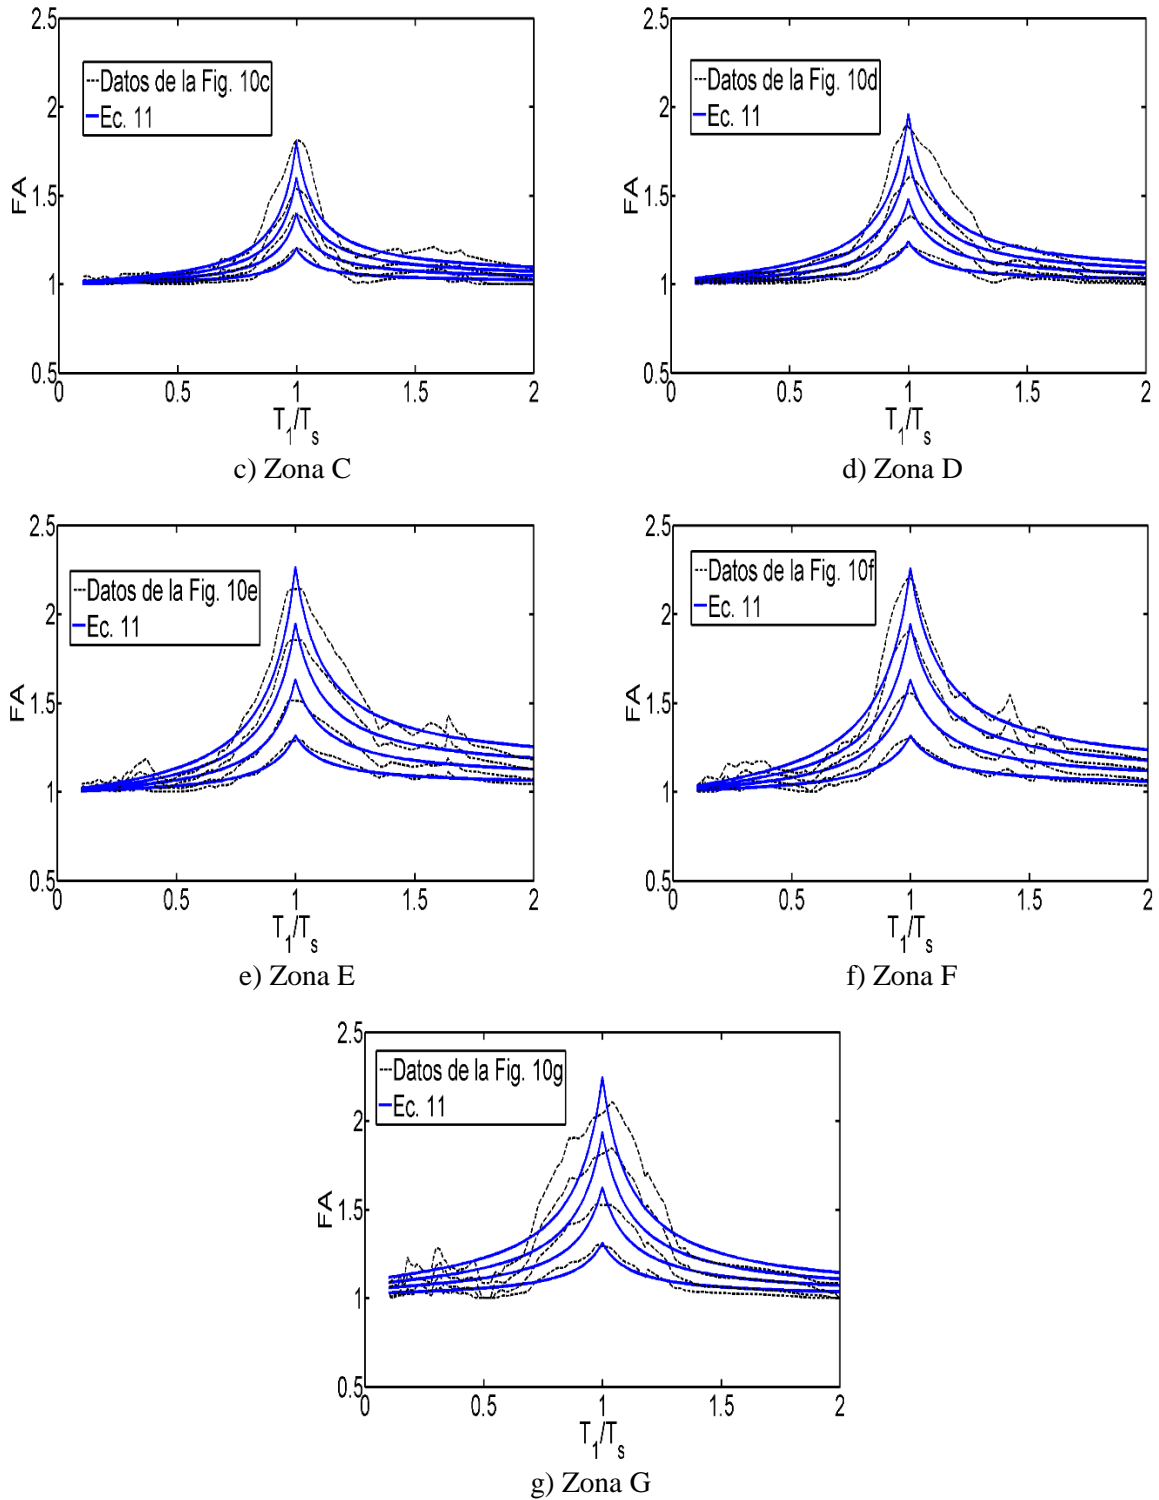 2.5
2
1.5
1
0.5
FA
Datos de la Fig. 10c
Ec. 11
0 0.5 1 1.5 2
T1/Ts
c) Zona C
2.5
2
1.5
1
0.5
FA
Datos de la Fig. 10d
Ec. 11
0 0.5 1 1.5 2
T1/Ts
d) Zona D
2.5
2
1.5
1
0.5
FA
Datos de la Fig. 10e
Ec. 11
0 0.5 1 1.5 2
T1/Ts
e) Zona E
2.5
2
1.5
1
0.5
FA
Datos de la Fig. 10f
Ec. 11
0 0.5 1 1.5 2
T1/Ts
f) Zona F
2.5
2
1.5
1
0.5
FA
Datos de la Fig. 10g
Ec. 11
0 0.5 1 1.5 2
T1/Ts
g) Zona G